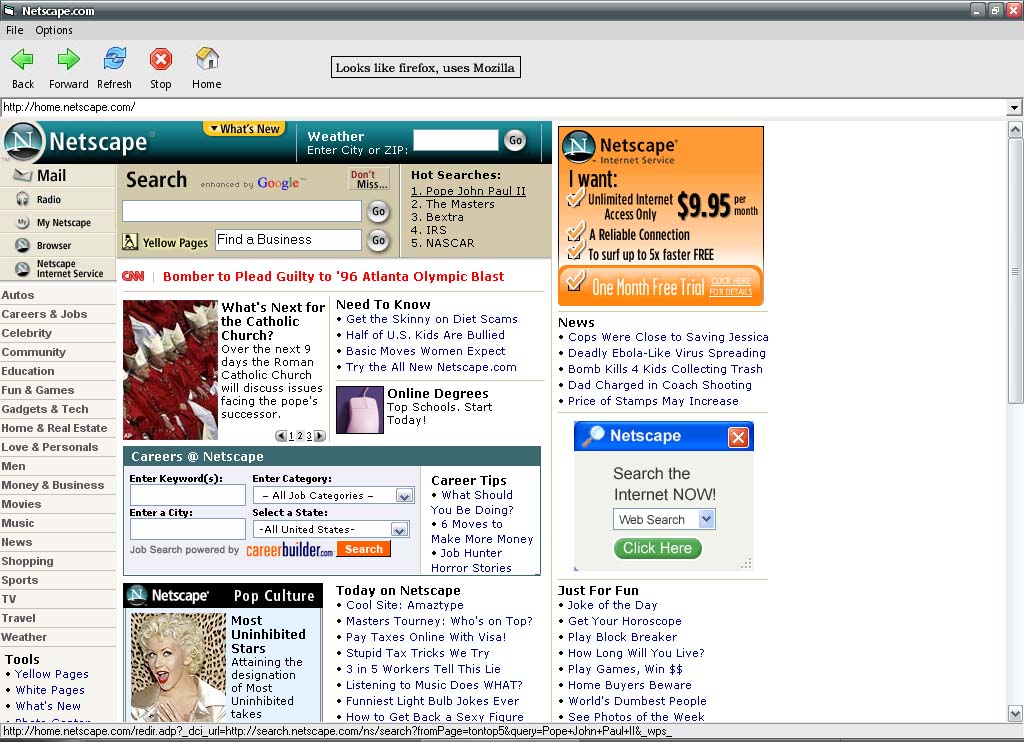 Netscape.com
File Options
Back Forward Refresh Stop Home
Looks like firefox, uses Mozilla
http://home.netscape.com/
N Netscape
TM
What's New
Weather
Enter City or ZIP:
Go
Mail
Radio
My Netscape
Browser
Netscape
Internet Service
Search enhanced by Google™
Don't
Miss...
Go
Yellow Pages Find a Business Go
Hot Searches:
1. Pope John Paul II
2. The Masters
3. Bextra
4. IRS
5. NASCAR
CNN Bomber to Plead Guilty to '96 Atlanta Olympic Blast
Autos
Careers & Jobs
Celebrity
Community
Education
Fun & Games
Gadgets & Tech
Home & Real Estate
Love & Personals
Men
Money & Business
Movies
Music
News
Shopping
Sports
TV
Travel
Weather
Tools
• Yellow Pages
• White Pages
• What's New
• Photo Center
AP
What's Next for
the Catholic
Church?
Over the next 9
days the Roman
Catholic Church
will discuss issues
facing the pope's
successor.
1 2 3
Need To Know
• Get the Skinny on Diet Scams
• Half of U.S. Kids Are Bullied
• Basic Moves Women Expect
• Try the All New Netscape.com
Online Degrees
Top Schools. Start
Today!
Careers @ Netscape
Enter Keyword(s): Enter Category:
– All Job Categories –
Enter a City: Select a State:
-All United States-
Job Search powered by careerbuilder.com Search
Career Tips
• What Should
You Be Doing?
• 6 Moves to
Make More Money
• Job Hunter
Horror Stories
N Netscape® Pop Culture
Most
Uninhibited
Stars
Attaining the
designation
of Most
Uninhibited
takes
Today on Netscape
• Cool Site: Amaztype
• Masters Tourney: Who's on Top?
• Pay Taxes Online With Visa!
• Stupid Tax Tricks We Try
• 3 in 5 Workers Tell This Lie
• Listening to Music Does WHAT?
• Funniest Light Bulb Jokes Ever
• How to Get Back a Sexy Figure
N Netscape®
Internet Service
I want:
Unlimited Internet
Access Only
$9.95 per
month
A Reliable Connection
To surf up to 5x faster FREE
One Month Free Trial CLICK HERE
FOR DETAILS
News
• Cops Were Close to Saving Jessica
• Deadly Ebola-Like Virus Spreading
• Bomb Kills 4 Kids Collecting Trash
• Dad Charged in Coach Shooting
• Price of Stamps May Increase
Netscape
Search the
Internet NOW!
Web Search
Click Here
Just For Fun
• Joke of the Day
• Get Your Horoscope
• Play Block Breaker
• How Long Will You Live?
• Play Games, Win $$
• Home Buyers Beware
• World's Dumbest People
• See Photos of the Week
http://home.netscape.com/redir.adp?_dci_url=http://search.netscape.com/ns/search?fromPage=tontop5&query=Pope+John+Paul+II&_wps_